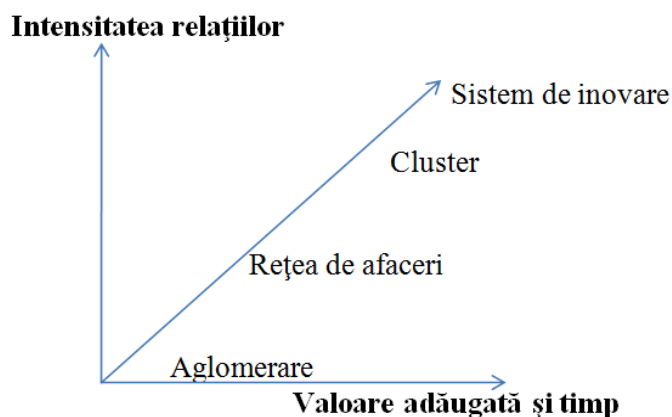 Intensitatea relaţiilor
Sistem de inovare
Cluster
Reţea de afaceri
Aglomerare
Valoare adăugată şi timp